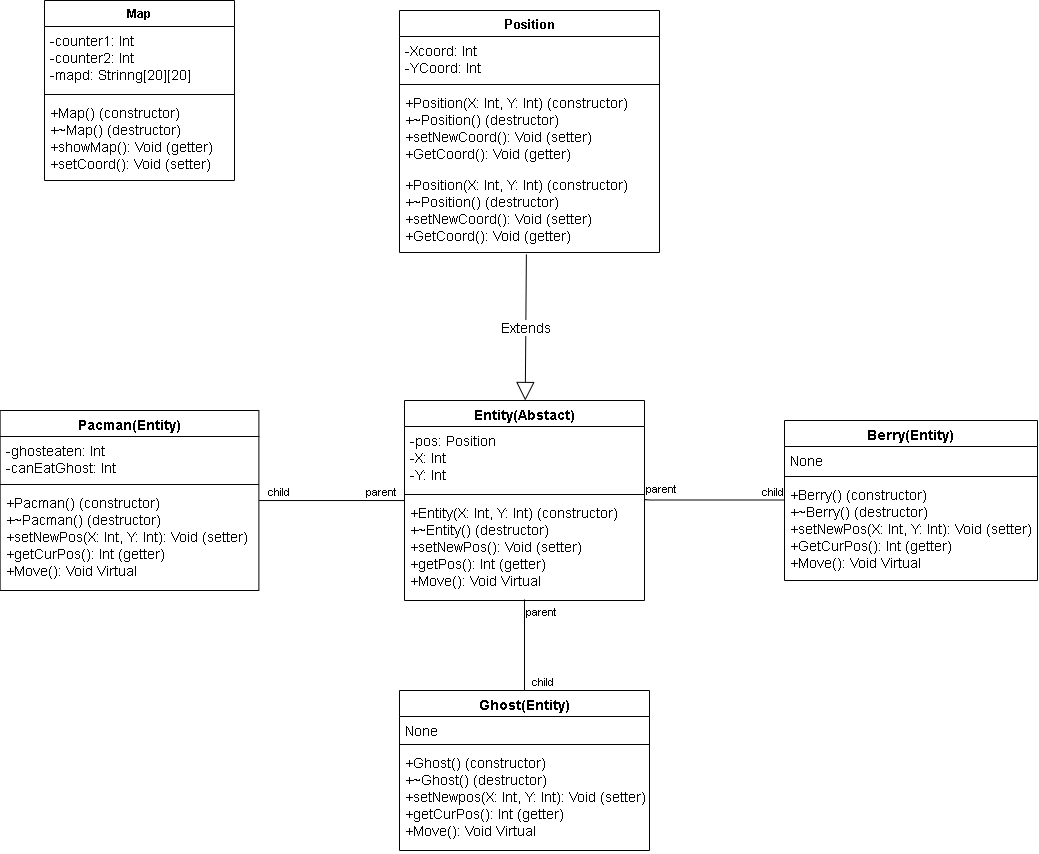 Map
-counter1: Int
-counter2: Int
-mapd: Strinng[20][20]
+Map() (constructor)
+~Map() (destructor)
+showMap(): Void (getter)
+setCoord(): Void (setter)
Position
-Xcoord: Int
-YCoord: Int
+Position(X: Int, Y: Int) (constructor)
+~Position() (destructor)
+setNewCoord(): Void (setter)
+GetCoord(): Void (getter)
+Position(X: Int, Y: Int) (constructor)
+~Position() (destructor)
+setNewCoord(): Void (setter)
+GetCoord(): Void (getter)
Extends
Pacman(Entity)
-ghosteaten: Int
-canEatGhost: Int
+Pacman() (constructor)
+~Pacman() (destructor)
+setNewPos(X: Int, Y: Int): Void (setter)
+getCurPos(): Int (getter)
+Move(): Void Virtual
child
parent
Entity(Abstact)
-pos: Position
-X: Int
-Y: Int
+Entity(X: Int, Y: Int) (constructor)
+~Entity() (destructor)
+setNewPos(): Void (setter)
+getPos(): Int (getter)
+Move(): Void Virtual
parent
child
Berry(Entity)
None
+Berry() (constructor)
+~Berry() (destructor)
+setNewPos(X: Int, Y: Int): Void (setter)
+GetCurPos(): Int (getter)
+Move(): Void Virtual
parent
child
Ghost(Entity)
None
+Ghost() (constructor)
+~Ghost() (destructor)
+setNewpos(X: Int, Y: Int): Void (setter)
+getCurPos(): Int (getter)
+Move(): Void Virtual